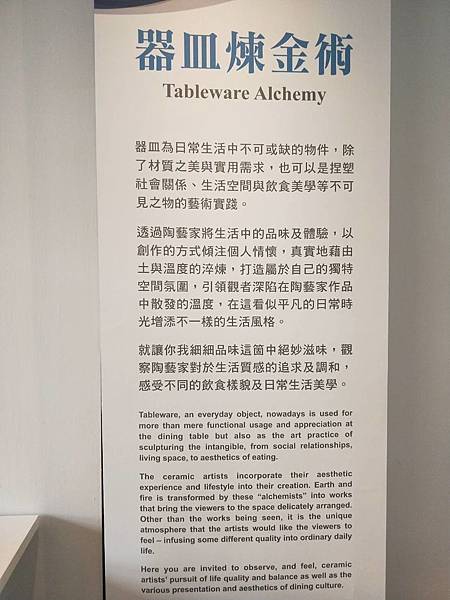 器皿煉金術
Tableware Alchemy
器皿為日常生活中不可或缺的物件，除
了材質之美與實用需求，也可以是捏塑
社會關係、生活空間與飲食美學等不可
見之物的藝術實踐。
透過陶藝家將生活中的品味及體驗，以
創作的方式傾注個人情懷，真實地藉由
土與溫度的淬煉，打造屬於自己的獨特
空間氛圍，引領觀者深陷在陶藝家作品
中散發的溫度，在這看似平凡的日常時
光增添不一樣的生活風格。
就讓你我細細品味這箇中絕妙滋味，觀
察陶藝家對於生活質感的追求及調和，
感受不同的飲食樣貌及日常生活美學。
Tableware, an everyday object, nowadays is used for
more than mere functional usage and appreciation at
the dining table but also as the art practice of
sculpturing the intangible, from social relationships,
living space, to aesthetics of eating.
The ceramic artists incorporate their aesthetic
experience and lifestyle into their creation. Earth and
fire is transformed by these “alchemists” into works
that bring the viewers to the space delicately arranged.
Other than the works being seen, it is the unique
atmosphere that the artists would like the viewers to
feel – infusing some different quality into ordinary daily
life.
Here you are invited to observe, and feel, ceramic
artists' pursuit of life quality and balance as well as the
various presentation and aesthetics of dining culture.